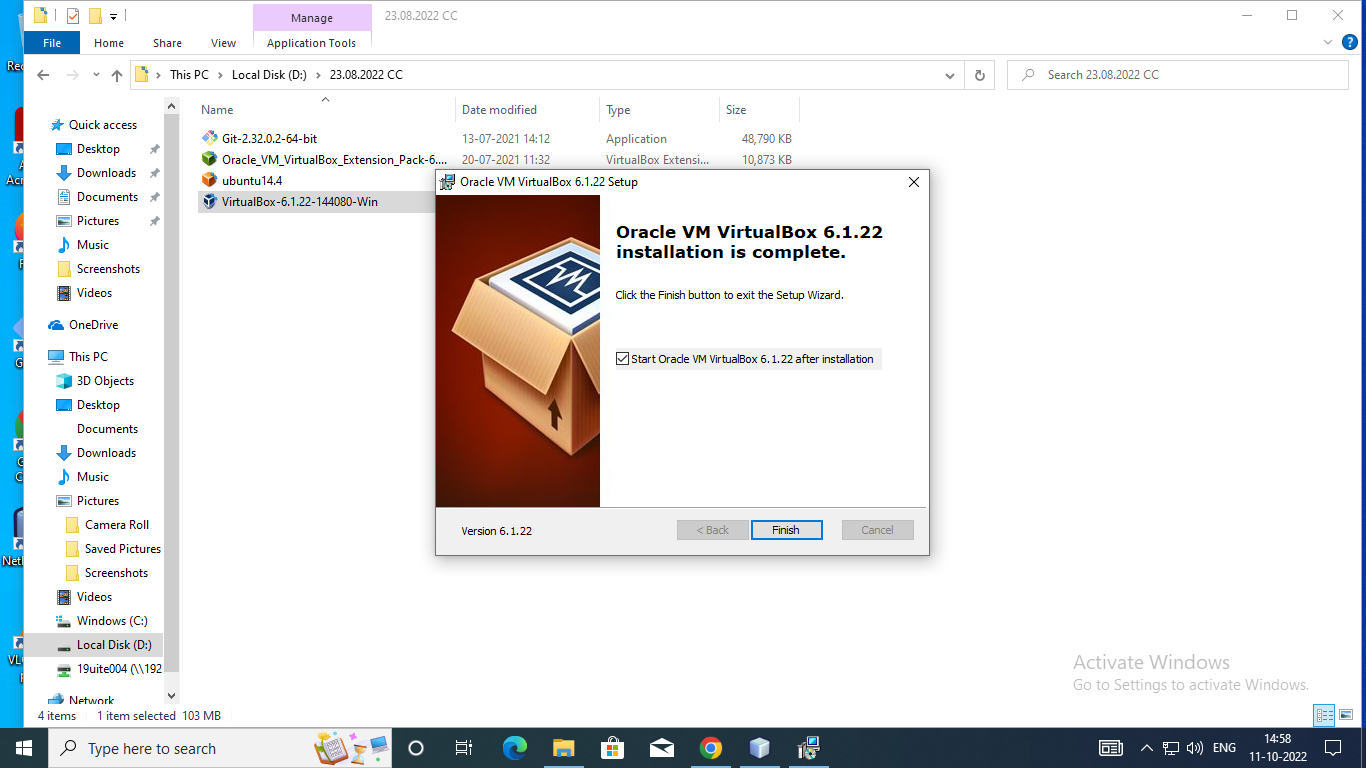 Manage
23.08.2022 CC
File
Home
Share
View
Application Tools
This PC
Local Disk (D:)
23.08.2022 CC
Search 23.08.2022 CC
Name
Date modified
Type
Size
Git-2.32.0.2-64-bit
13-07-2021 14:12
Application
48,790 KB
Oracle_VM_VirtualBox_Extension_Pack-6....
20-07-2021 11:32
VirtualBox Extensi...
10,873 KB
ubuntu14.4
VirtualBox-6.1.22-144080-Win
Quick access
Desktop
Downloads
Documents
Pictures
Music
Screenshots
Videos
OneDrive
This PC
3D Objects
Desktop
Documents
Downloads
Music
Pictures
Camera Roll
Saved Pictures
Screenshots
Videos
Windows (C:)
Local Disk (D:)
19uite004 (\\192
Network
Oracle VM VirtualBox 6.1.22 Setup
Oracle VM VirtualBox 6.1.22
installation is complete.
Click the Finish button to exit the Setup Wizard.
Start Oracle VM VirtualBox 6.1.22 after installation
Version 6.1.22
< Back
Finish
Cancel
Activate Windows
Go to Settings to activate Windows.
4 items
1 item selected 103 MB
Type here to search
ENG
14:58
11-10-2022